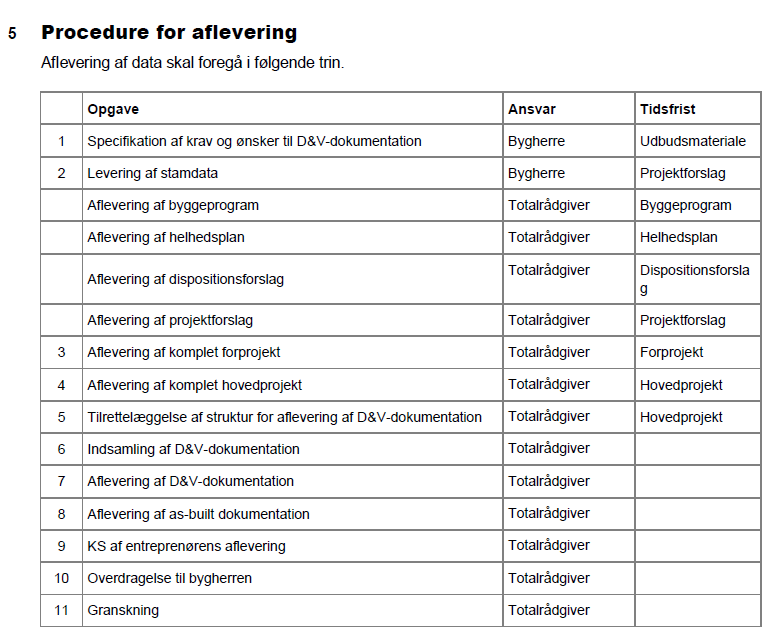 5 Procedure for aflevering
Aflevering af data skal foregå i følgende trin.
Opgave Ansvar Tidsfrist
1 Specifikation af krav og ønsker til D&V-dokumentation Bygherre Udbudsmateriale
2 Levering af stamdata Bygherre Projektforslag
Aflevering af byggeprogram Totalrådgiver Byggeprogram
Aflevering af helhedsplan Totalrådgiver Helhedsplan
Aflevering af dispositionsforslag Totalrådgiver Dispositionsforsla
g
Aflevering af projektforslag Totalrådgiver Projektforslag
3 Aflevering af komplet forprojekt Totalrådgiver Forprojekt
4 Aflevering af komplet hovedprojekt Totalrådgiver Hovedprojekt
5 Tilrettelæggelse af struktur for aflevering af D&V-dokumentation Totalrådgiver Hovedprojekt
6 Indsamling af D&V-dokumentation Totalrådgiver
7 Aflevering af D&V-dokumentation Totalrådgiver
8 Aflevering af as-built dokumentation Totalrådgiver
9 KS af entreprenørens aflevering Totalrådgiver
10 Overdragelse til bygherren Totalrådgiver
11 Granskning Totalrådgiver